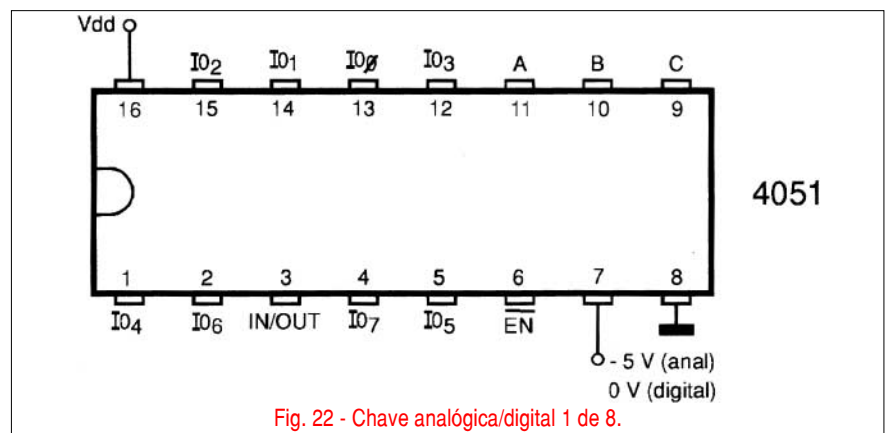 Vdd
IO2 IO1 IO0 IO3 A B C
16 15 14 13 12 11 10 9
4051
1 2 3 4 5 6 7 8
IO4 IO6 IN/OUT IO7 IO5 EN
- 5 V (anal)
0 V (digital)
Fig. 22 - Chave analógica/digital 1 de 8.